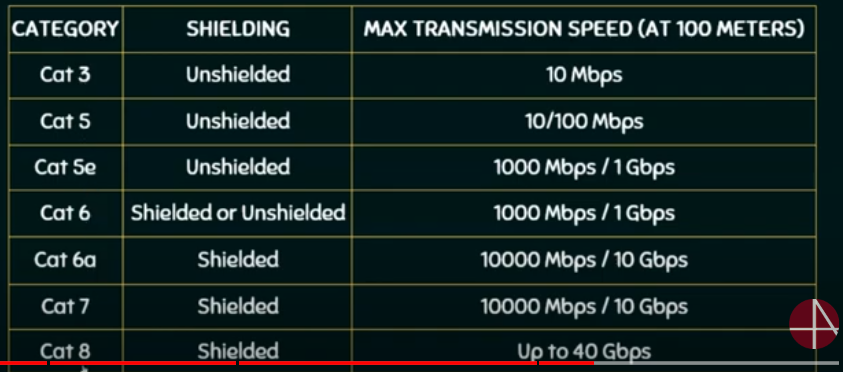 CATEGORY SHIELDING MAX TRANSMISSION SPEED (AT 100 METERS)
Cat 3 Unshielded 10 Mbps
Cat 5 Unshielded 10/100 Mbps
Cat 5e Unshielded 1000 Mbps / 1 Gbps
Cat 6 Shielded or Unshielded 1000 Mbps / 1 Gbps
Cat 6a Shielded 10000 Mbps / 10 Gbps
Cat 7 Shielded 10000 Mbps / 10 Gbps
Cat 8 Shielded Up to 40 Gbps